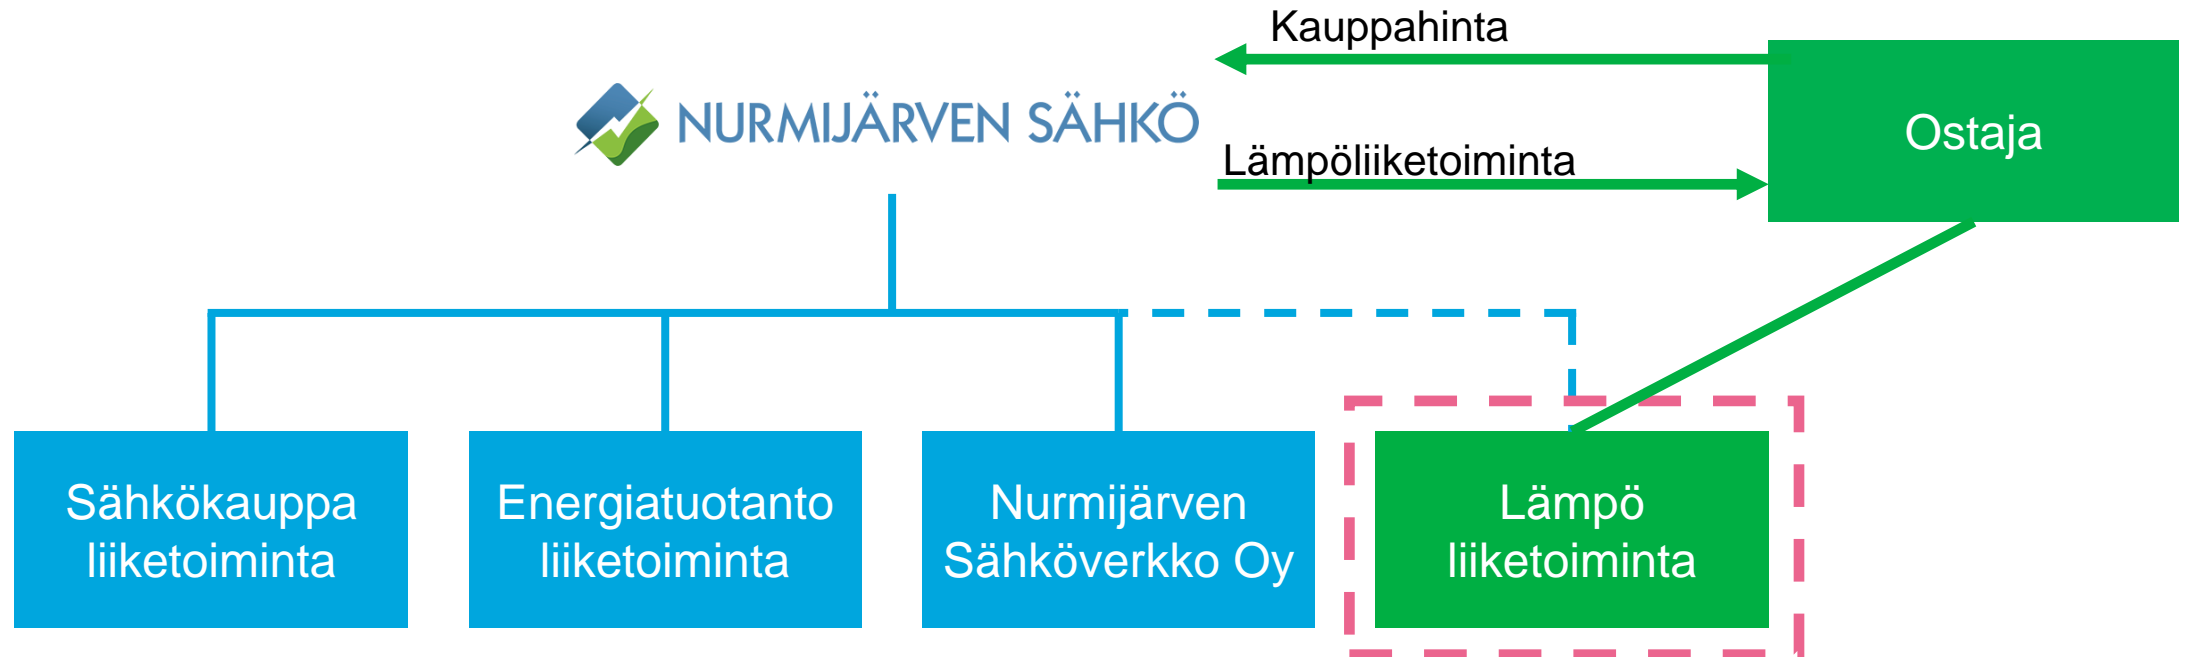 Kauppahinta
NURMIJÄRVEN SÄHKÖ
Ostaja
Lämpöliiketoiminta
Sähkökauppa
liiketoiminta
Energiatuotanto
liiketoiminta
Nurmijärven
Sähköverkko Oy
Lämpö
liiketoiminta